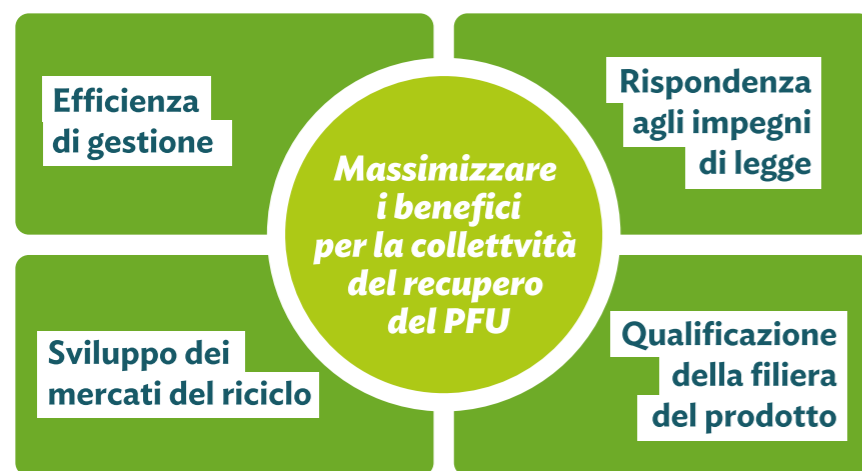 Efficienza
di gestione
Rispondenza
agli impegni
di legge
Massimizzare
i benefici
per la collettvità
del recupero
del PFU
Sviluppo dei
mercati del riciclo
Qualificazione
della filiera
del prodotto